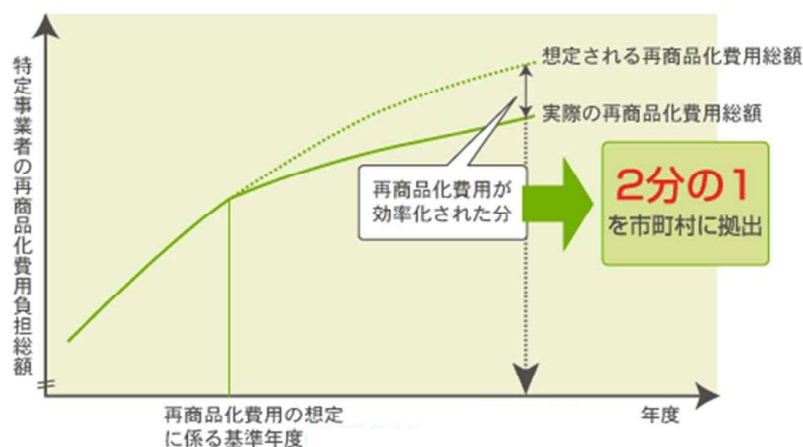 特定事業者の再商品化費用負担総額
想定される再商品化費用総額
実際の再商品化費用総額
再商品化費用が
効率化された分
2分の1
を市町村に拠出
再商品化費用の想定
に係る基準年度
年度